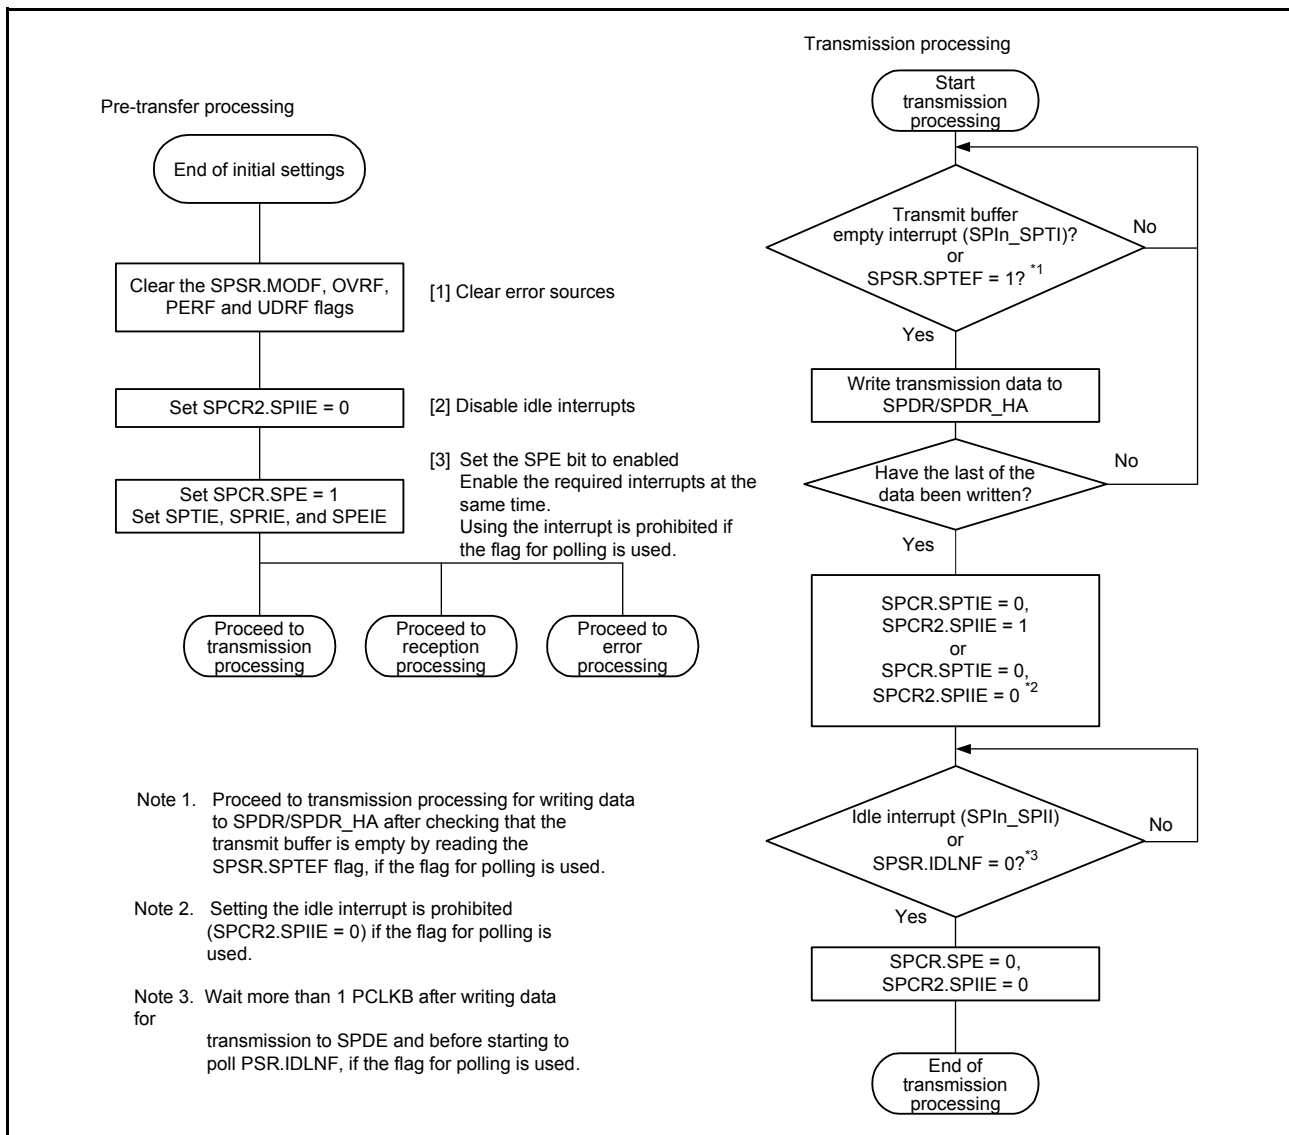 Pre-transfer processing
End of initial settings
Clear the SPSR.MODF, OVRF,
PERF and UDRF flags
[1] Clear error sources
Set SPCR2.SPIIE = 0
[2] Disable idle interrupts
Set SPCR.SPE = 1
Set SPTIE, SPRIE, and SPEIE
[3] Set the SPE bit to enabled
Enable the required interrupts at the
same time.
Using the interrupt is prohibited if
the flag for polling is used.
Proceed to
transmission
processing
Proceed to
reception
processing
Proceed to
error
processing
Note 1. Proceed to transmission processing for writing data
to SPDR/SPDR_HA after checking that the
transmit buffer is empty by reading the
SPSR.SPTEF flag, if the flag for polling is used.
Note 2. Setting the idle interrupt is prohibited
(SPCR2.SPIIE = 0) if the flag for polling is
used.
Note 3. Wait more than 1 PCLKB after writing data
for
transmission to SPDE and before starting to
poll PSR.IDLNF, if the flag for polling is used.
Transmission processing
Start
transmission
processing
Transmit buffer
empty interrupt (SPIn_SPTI)?
or
SPSR.SPTEF = 1? *1
No
Yes
Write transmission data to
SPDR/SPDR_HA
Have the last of the
data been written?
No
Yes
SPCR.SPTIE = 0,
SPCR2.SPIIE = 1
or
SPCR.SPTIE = 0,
SPCR2.SPIIE = 0 *2
Idle interrupt (SPIn_SPII)
or
SPSR.IDLNF = 0?*3
No
Yes
SPCR.SPE = 0,
SPCR2.SPIIE = 0
End of
transmission
processing